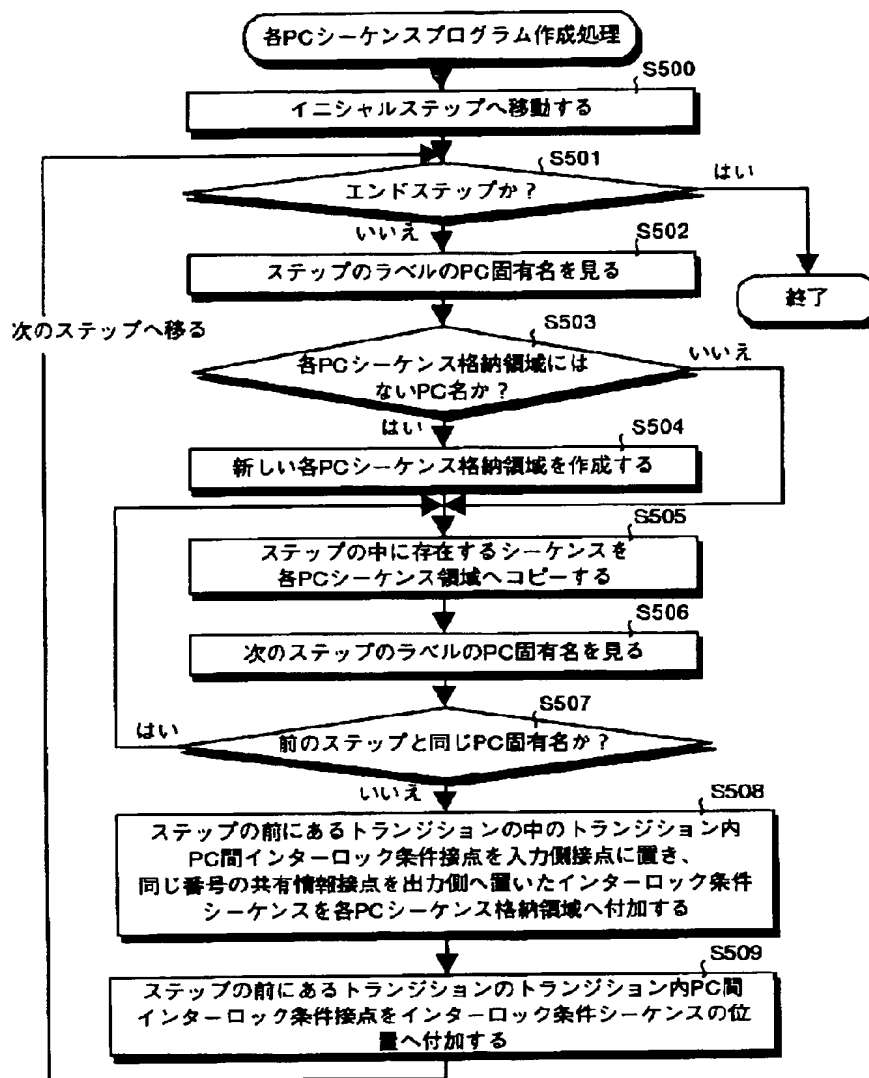 各PCシーケンスプログラム作成処理
S500
イニシャルステップへ移動する
S501
エンドステップか？
はい
いいえ
S502
ステップのラベルのPC固有名を見る
終了
次のステップへ移る
S503
各PCシーケンス格納領域には
ないPC名か？
いいえ
はい
S504
新しい各PCシーケンス格納領域を作成する
S505
ステップの中に存在するシーケンスを
各PCシーケンス領域へコピーする
S506
次のステップのラベルのPC固有名を見る
S507
はい
前のステップと同じPC固有名か？
いいえ
S508
ステップの前にあるトランジションの中のトランジション内
PC間インターロック条件接点を入力側接点に置き、
同じ番号の共有情報接点を出力側へ置いたインターロック条件
シーケンスを各PCシーケンス格納領域へ付加する
S509
ステップの前にあるトランジションのトランジション内PC間
インターロック条件接点をインターロック条件シーケンスの位
置へ付加する